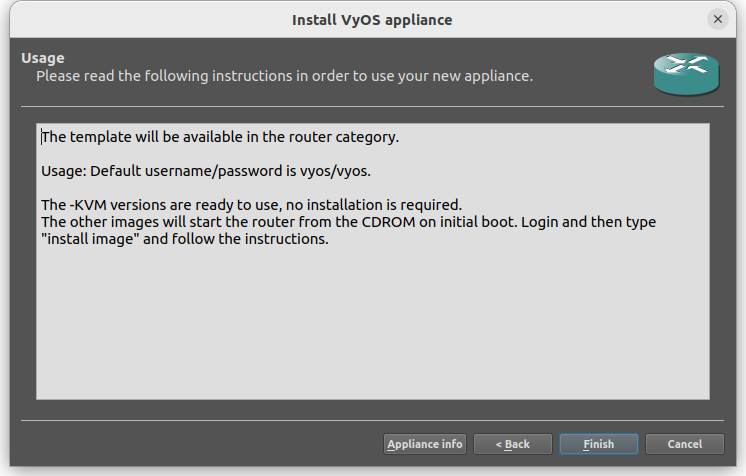 Install VyOS appliance
Usage
Please read the following instructions in order to use your new appliance.
The template will be available in the router category.
Usage: Default username/password is vyos/vyos.
The -KVM versions are ready to use, no installation is required.
The other images will start the router from the CDROM on initial boot. Login and then type
"install image" and follow the instructions.
Appliance info
< Back
Finish
Cancel